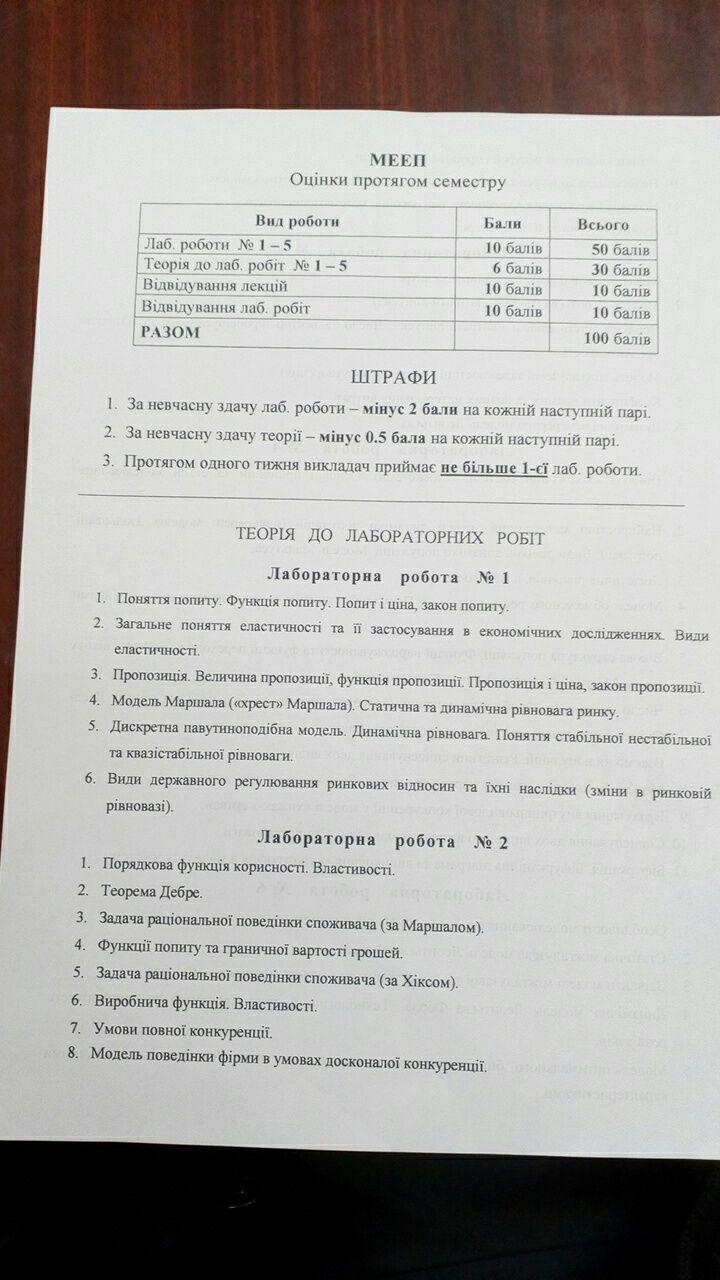 МЕЕП
Оцінки протягом семестру
Вид роботи Бали Всього
Лаб. роботи № 1 – 5 10 балів 50 балів
Теорія до лаб. робіт № 1 – 5 6 балів 30 балів
Відвідування лекцій 10 балів 10 балів
Відвідування лаб. робіт 10 балів 10 балів
РАЗОМ 100 балів
ШТРАФИ
1. За невчасну здачу лаб. роботи – мінус 2 бали на кожній наступній парі.
2. За невчасну здачу теорії – мінус 0.5 бала на кожній наступній парі.
3. Протягом одного тижня викладач приймає не більше 1-єї лаб. роботи.
ТЕОРІЯ ДО ЛАБОРАТОРНИХ РОБІТ
Лабораторна робота № 1
1. Поняття попиту. Функція попиту. Попит і ціна, закон попиту.
2. Загальне поняття еластичності та її застосування в економічних дослідженнях. Види
еластичності.
3. Пропозиція. Величина пропозиції, функція пропозиції. Пропозиція і ціна, закон пропозиції.
4. Модель Маршала («хрест» Маршала). Статична та динамічна рівновага ринку.
5. Дискретна павутиноподібна модель. Динамічна рівновага. Поняття стабільної нестабільної
та квазістабільної рівноваги.
6. Види державного регулювання ринкових відносин та їхні наслідки (зміни в ринковій
рівновазі).
Лабораторна робота № 2
1. Порядкова функція корисності. Властивості.
2. Теорема Дебре.
3. Задача раціональної поведінки споживача (за Маршалом).
4. Функції попиту та граничної вартості грошей.
5. Задача раціональної поведінки споживача (за Хіксом).
6. Виробнича функція. Властивості.
7. Умови повної конкуренції.
8. Модель поведінки фірми в умовах досконалої конкуренції.